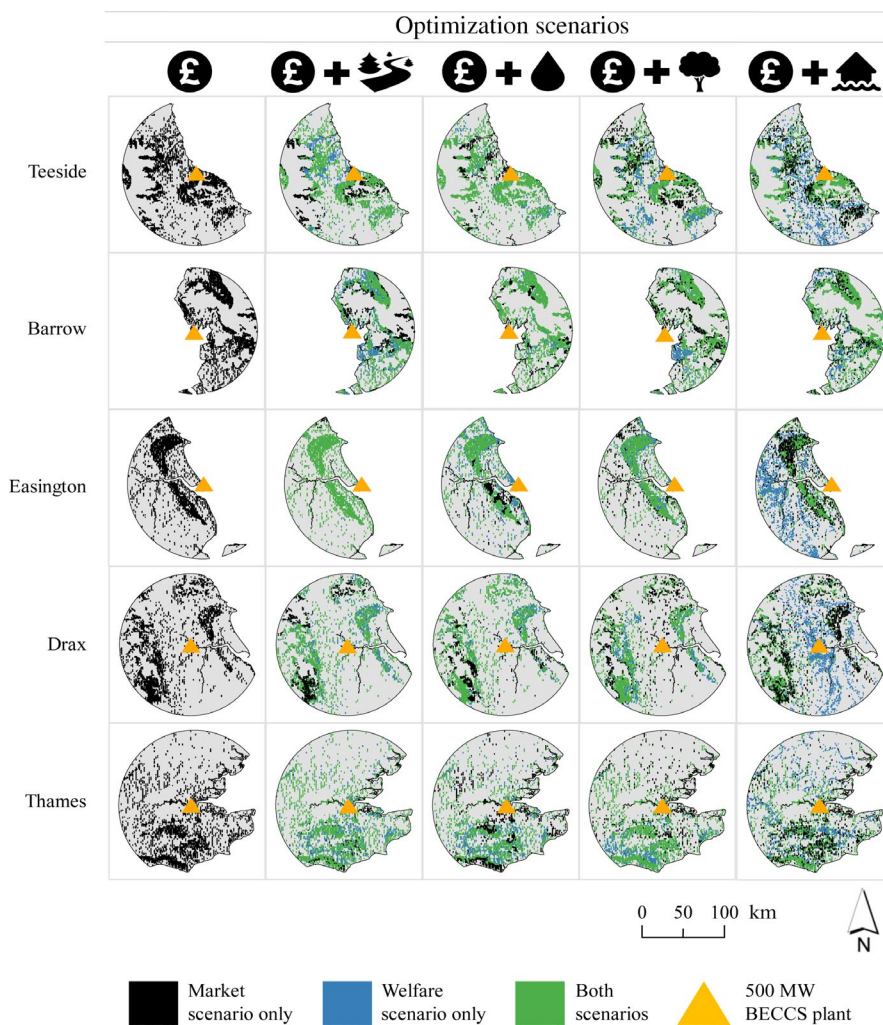 Optimization scenarios
£ £ + £ + £ + £ +
Teeside
Barrow
Easington
Drax
Thames
0 50 100 km
N
Market
scenario only
Welfare
scenario only
Both
scenarios
500 MW
BECCS plant